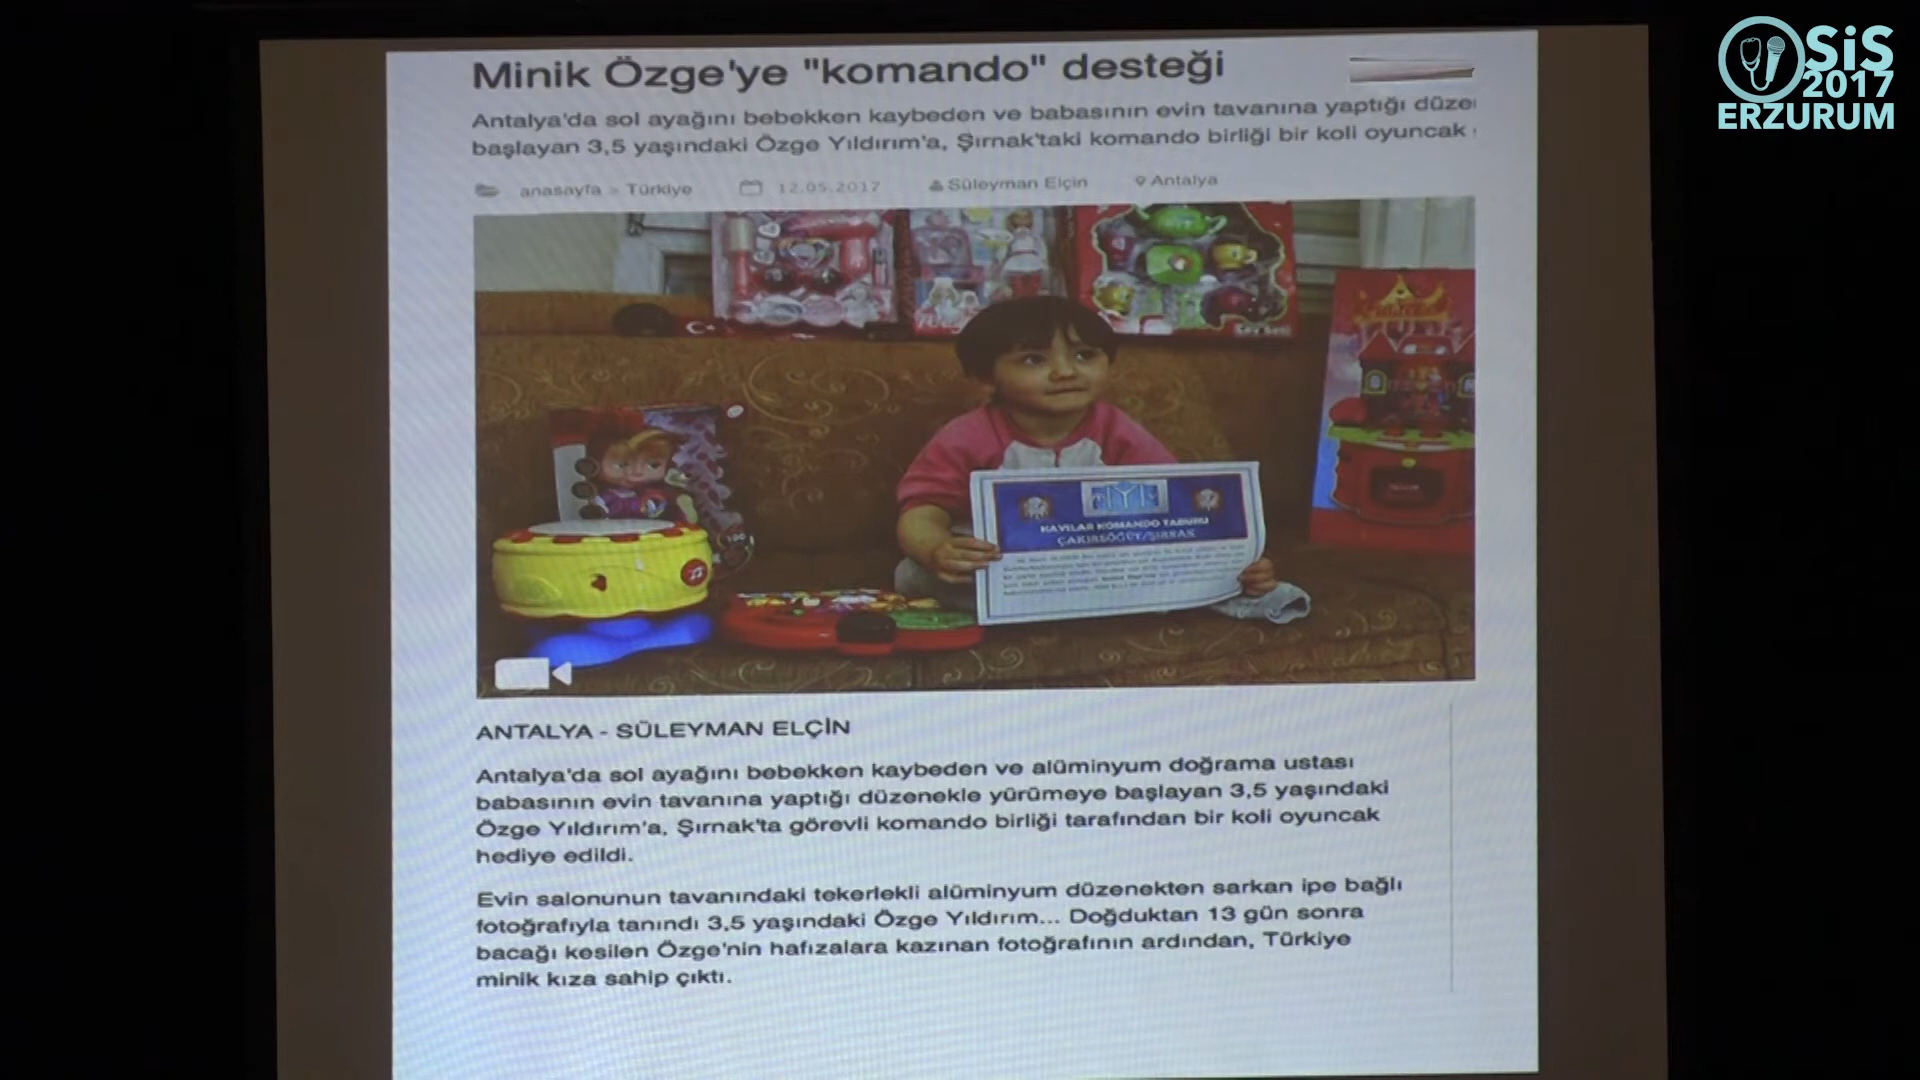 SiS
2017
ERZURUM
Minik Özge'ye "komando" desteği
Antalya'da sol ayağını bebekken kaybeden ve babasının evin tavanına yaptığı düze
başlayan 3,5 yaşındaki Özge Yıldırım'a, Şırnak'taki komando birliği bir koli oyuncak
anasayfa > Türkiye 12.05.2017 Süleyman Elçin Antalya
KAYILAR KOMANDO TABURU
ÇAKIRSÖĞÜT/ŞIRNAK
ANTALYA - SÜLEYMAN ELÇİN
Antalya'da sol ayağını bebekken kaybeden ve alüminyum doğrama ustası
babasının evin tavanına yaptığı düzenekle yürümeye başlayan 3,5 yaşındaki
Özge Yıldırım'a, Şırnak'ta görevli komando birliği tarafından bir koli oyuncak
hediye edildi.
Evin salonunun tavanındaki tekerlekli alüminyum düzenekten sarkan ipe bağlı
fotoğrafıyla tanındı 3,5 yaşındaki Özge Yıldırım... Doğduktan 13 gün sonra
bacağı kesilen Özge'nin hafızalara kazınan fotoğrafının ardından, Türkiye
minik kıza sahip çıktı.